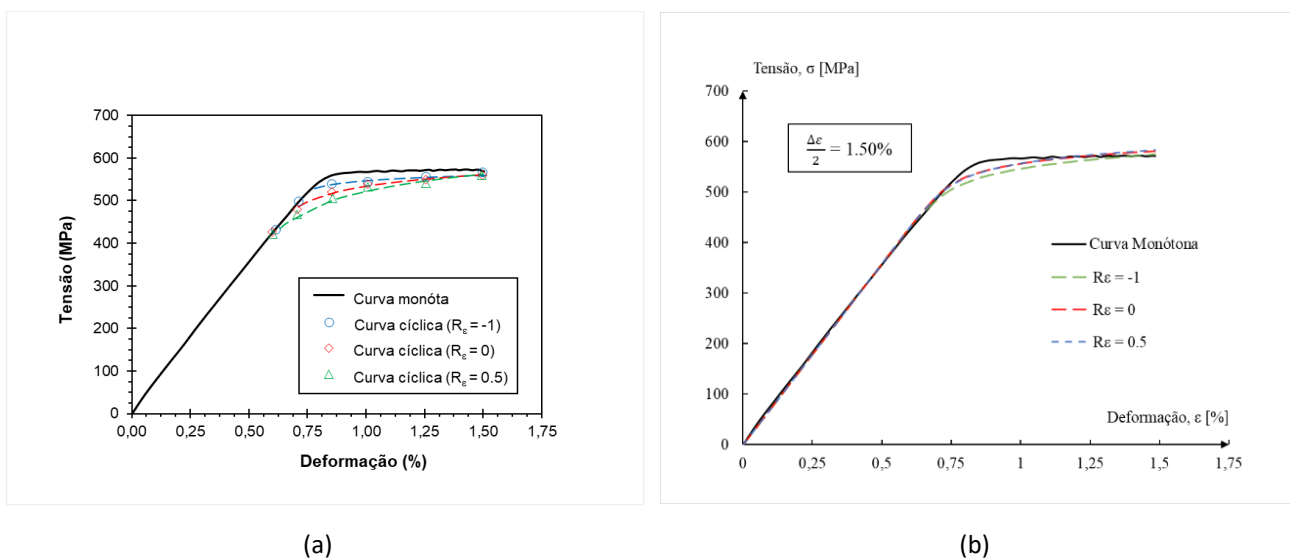 Tensão (MPa)
700
600
500
400
300
200
100
0
0,00 0,25 0,50 0,75 1,00 1,25 1,50 1,75
Deformação (%)
Curva monóta
Curva cíclica (Rε = -1)
Curva cíclica (Rε = 0)
Curva cíclica (Rε = 0.5)
(a)
Tensão, σ [MPa]
700
600
500
400
300
200
100
0
Δε/2 = 1.50%
Curva Monótona
Rε = -1
Rε = 0
Rε = 0.5
Deformação, ε [%]
0 0,25 0,5 0,75 1 1,25 1,5 1,75
(b)